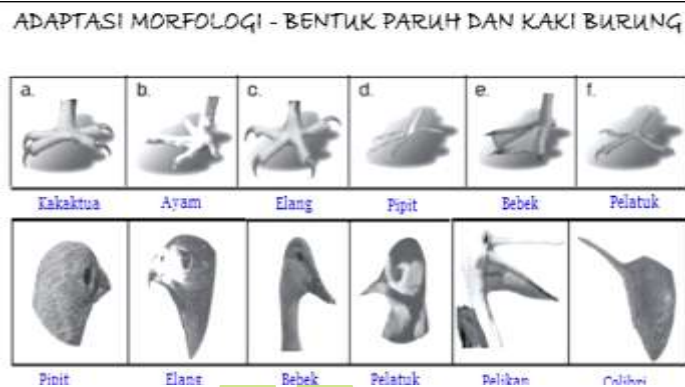 ADAPTASI MORFOLOGI - BENTUK PARUH DAN KAKI BURUNG
a. b. c. d. e. f.
Kakaktua Ayam Elang Pipit Bebek Pelatuk
Pipit Elang Bebek Pelatuk Pelikan Colibri